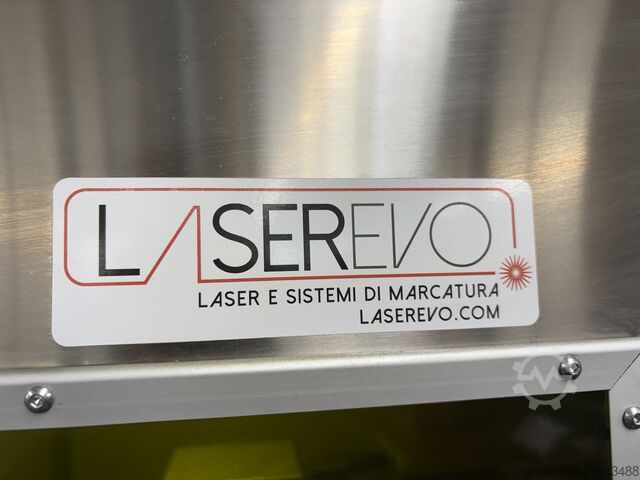 LASEREVO
LASER E SISTEMI DI MARCATURA
LASEREVO.COM